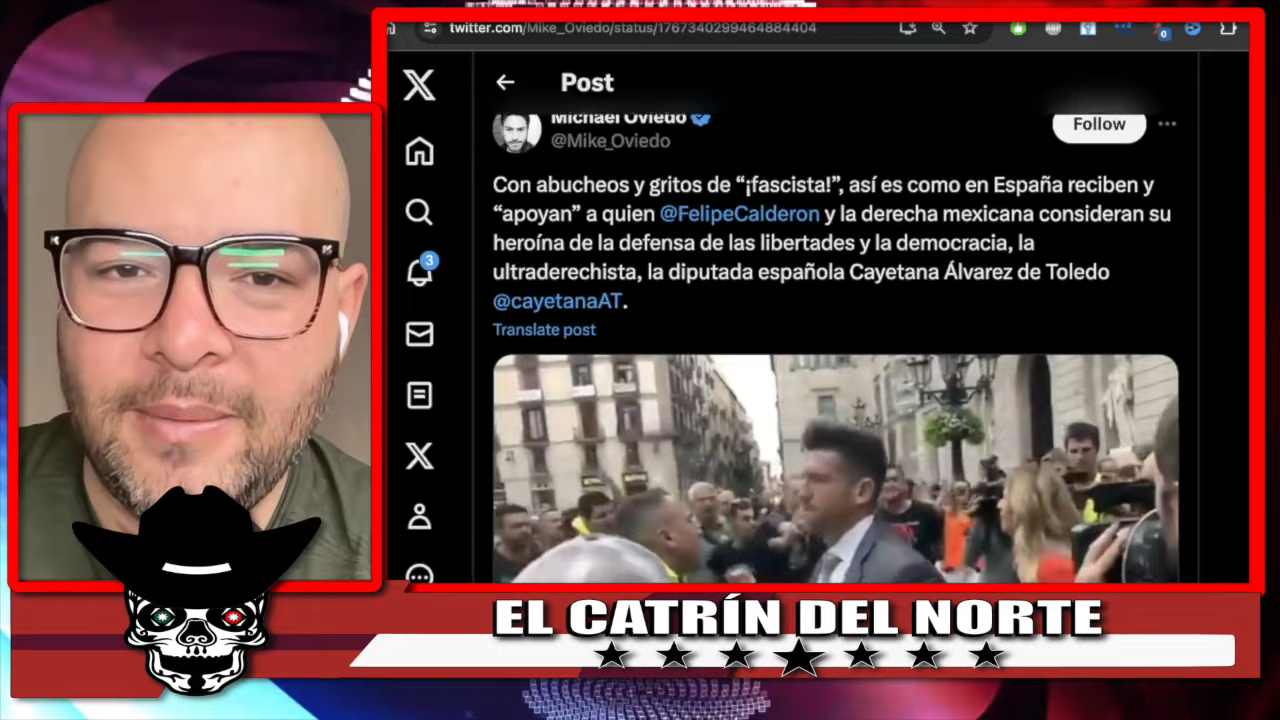 twitter.com/Mike_Oviedo/status/1767340299464884404
0
Post
Michael Oviedo
@Mike_Oviedo
Follow
Con abucheos y gritos de “¡fascista!”, así es como en España reciben y
“apoyan” a quien @FelipeCalderon y la derecha mexicana consideran su
heroína de la defensa de las libertades y la democracia, la
ultraderechista, la diputada española Cayetana Álvarez de Toledo
@cayetanaAT.
Translate post
3
EL CATRÍN DEL NORTE